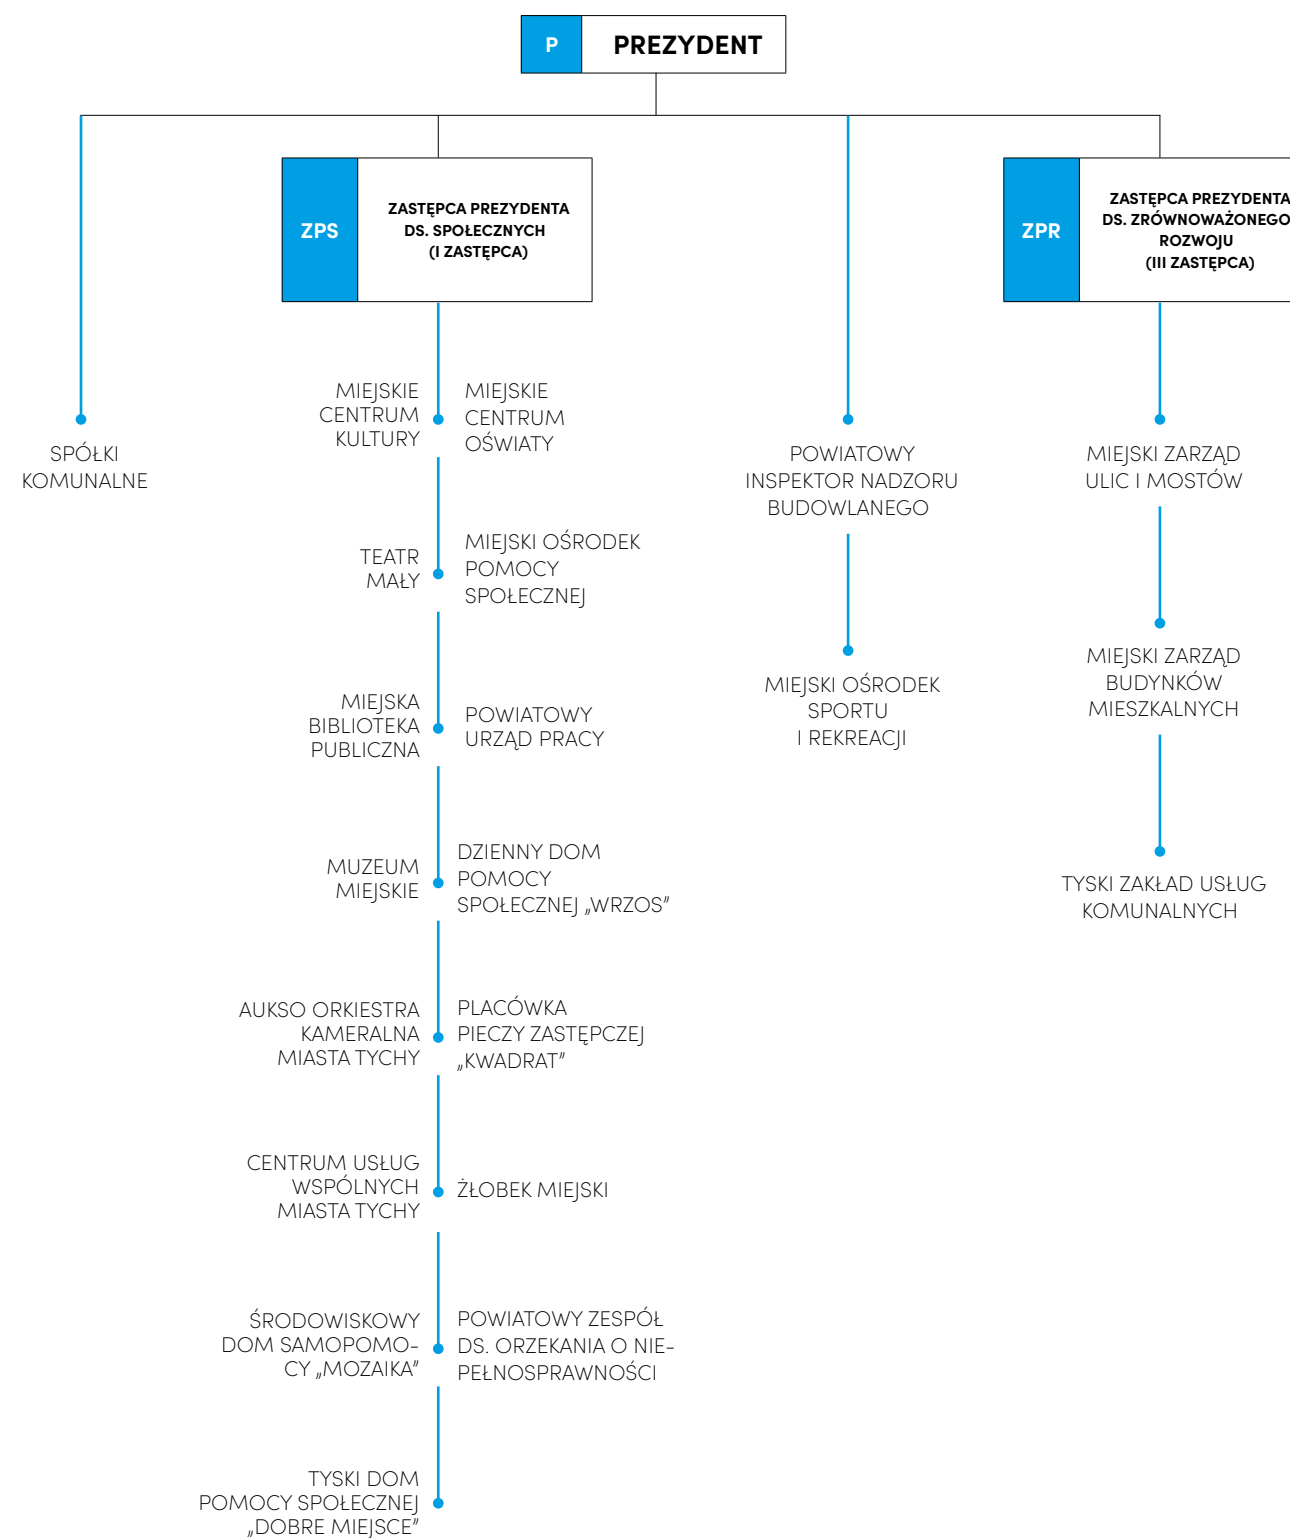 P
PREZYDENT
ZPS
ZASTĘPCA PREZYDENTA
DS. SPOŁECZNYCH
(I ZASTĘPCA)
ZPR
ZASTĘPCA PREZYDENTA
DS. ZRÓWNOWAŻONEGO
ROZWOJU
(III ZASTĘPCA)
SPÓŁKI
KOMUNALNE
MIEJSKIE
CENTRUM
KULTURY
MIEJSKIE
CENTRUM
OŚWIATY
TEATR
MAŁY
MIEJSKI OŚRODEK
POMOCY
SPOŁECZNEJ
MIEJSKA
BIBLIOTEKA
PUBLICZNA
POWIATOWY
URZĄD PRACY
MUZEUM
MIEJSKIE
DZIENNY DOM
POMOCY
SPOŁECZNEJ „WRZOS”
AUKSO ORKIESTRA
KAMERALNA
MIASTA TYCHY
PLACÓWKA
PIECZY ZASTĘPCZEJ
„KWADRAT”
CENTRUM USŁUG
WSPÓLNYCH
MIASTA TYCHY
ŻŁOBEK MIEJSKI
ŚRODOWISKOWY
DOM SAMOPOMO-
CY „MOZAIKA”
POWIATOWY ZESPÓŁ
DS. ORZEKANIA O NIE-
PEŁNOSPRAWNOŚCI
TYSKI DOM
POMOCY SPOŁECZNEJ
„DOBRE MIEJSCE”
POWIATOWY
INSPEKTOR NADZORU
BUDOWLANEGO
MIEJSKI OŚRODEK
SPORTU
I REKREACJI
MIEJSKI ZARZĄD
ULIC I MOSTÓW
MIEJSKI ZARZĄD
BUDYNKÓW
MIESZKALNYCH
TYSKI ZAKŁAD USŁUG
KOMUNALNYCH